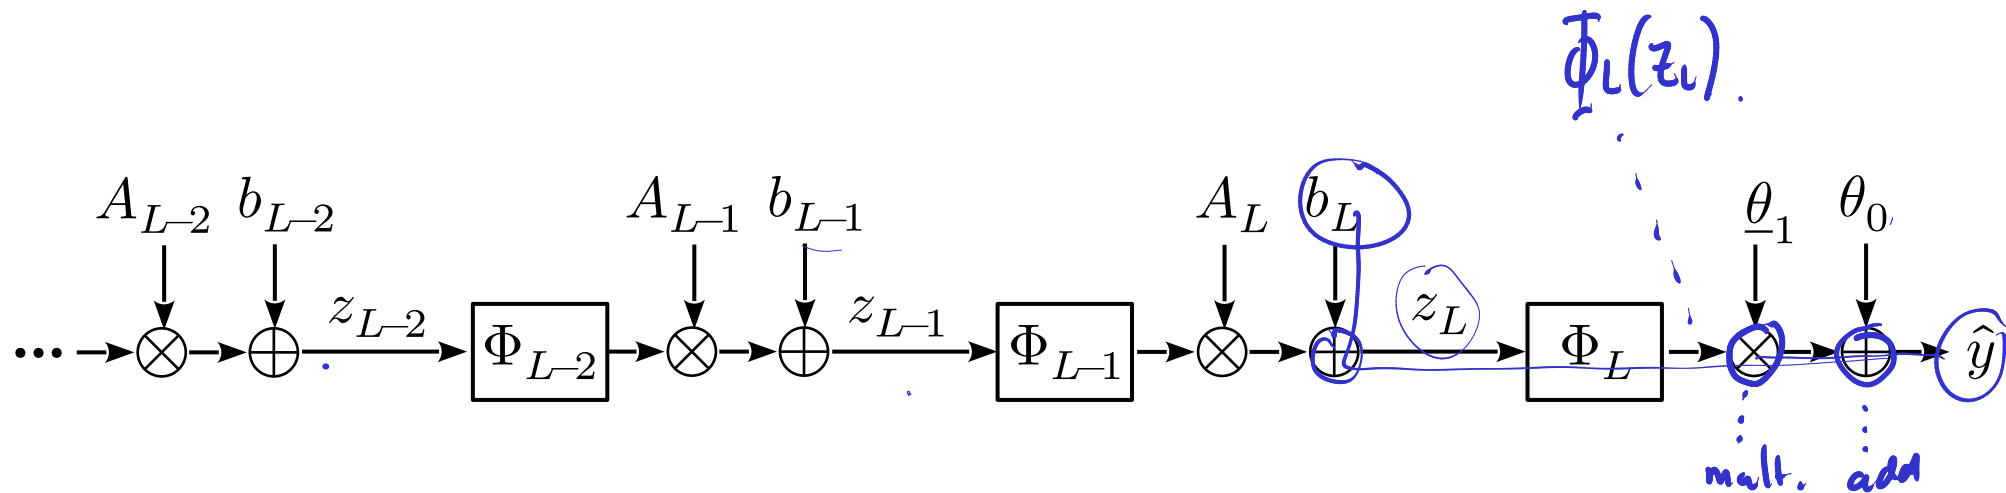 Φ_L(z_L).
A_{L-2} b_{L-2} A_{L-1} b_{L-1} A_L b_L θ_1 θ_0
... z_{L-2} Φ_{L-2} z_{L-1} Φ_{L-1} z_L Φ_L ŷ
mult. add